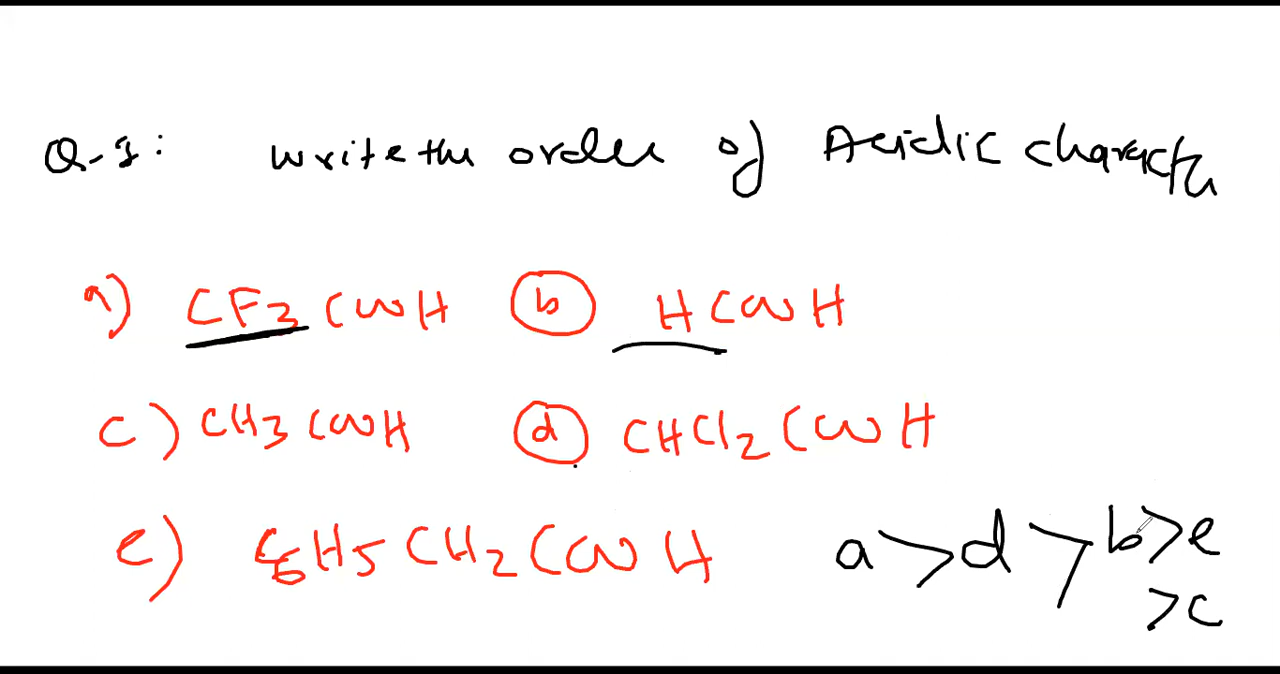 Q-1: Write the order of Acidic character
a) CF3COOH (b) HCOOH
c) CH3COOH (d) CHCl2COOH
e) C6H5CH2COOH
a>d>b>e
>c